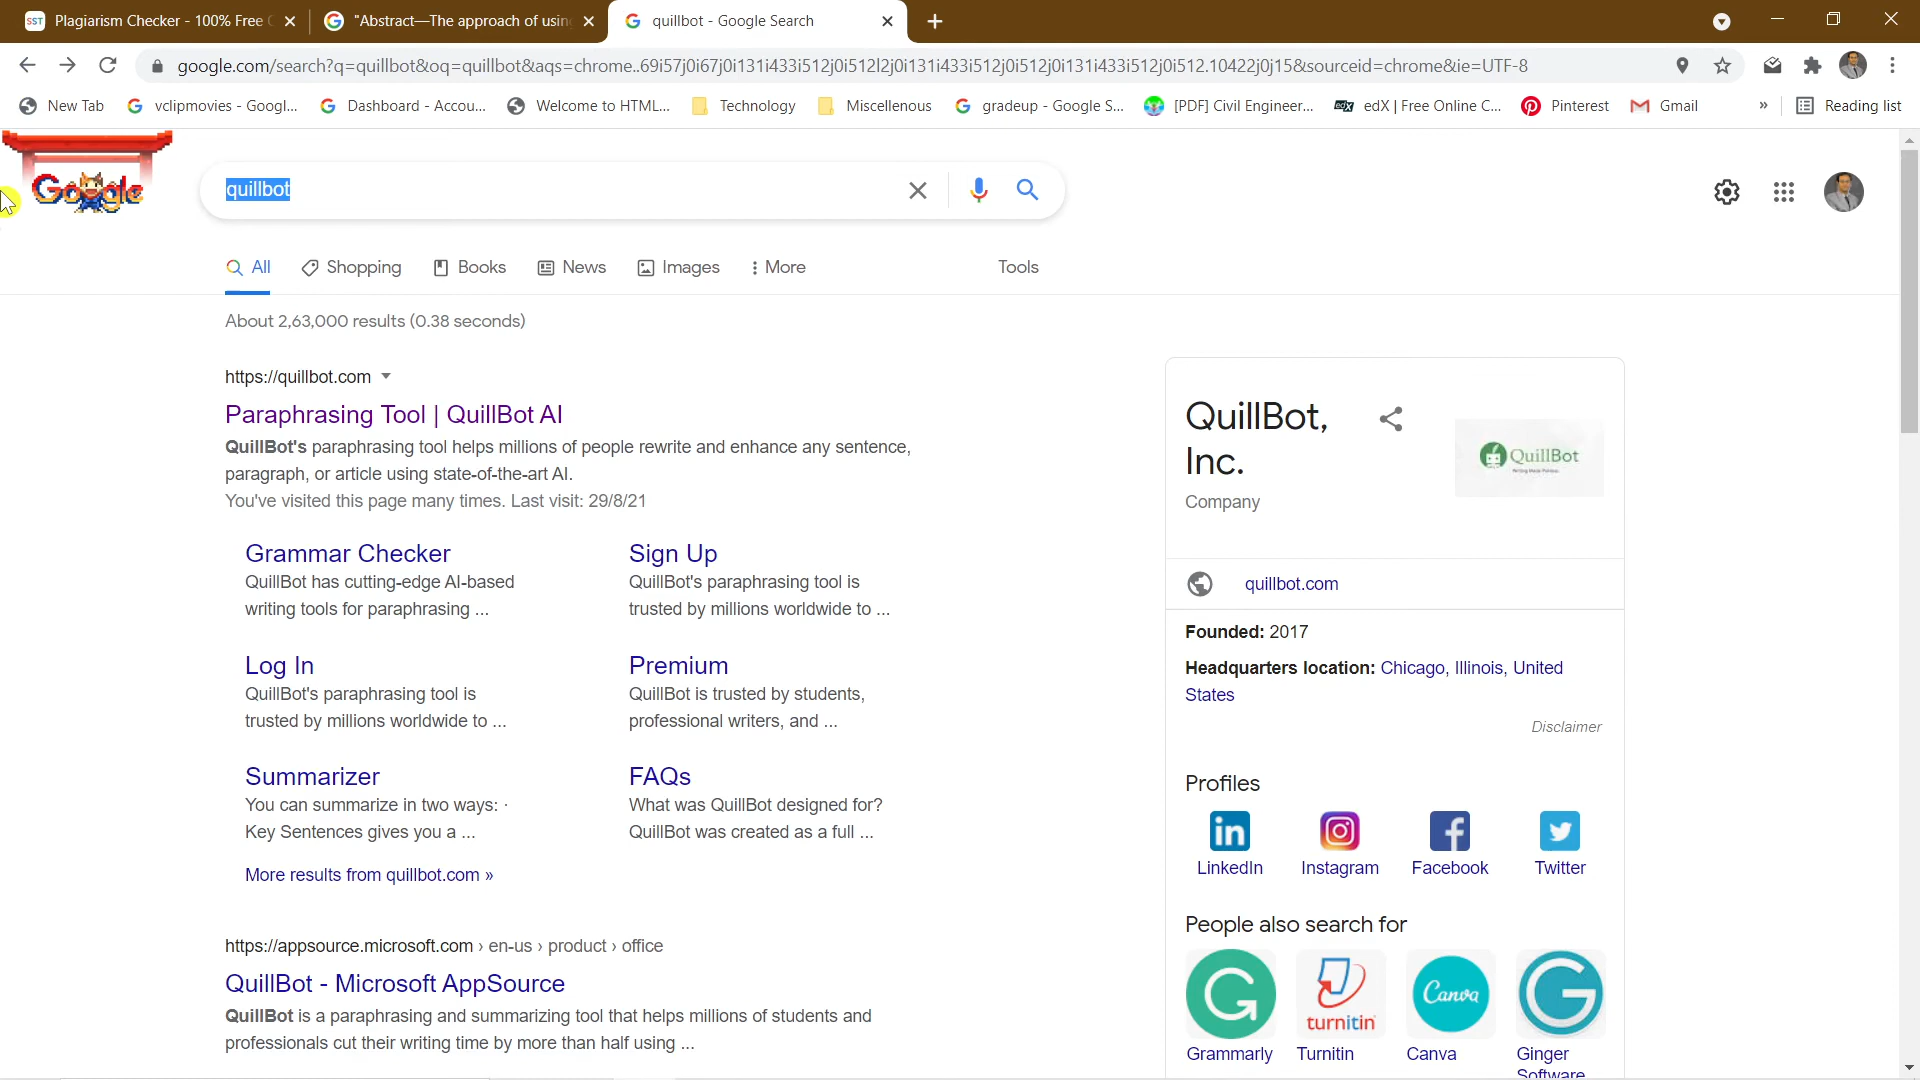 SST Plagiarism Checker - 100% Free
"Abstract—The approach of usin
quillbot - Google Search
google.com/search?q=quillbot&oq=quillbot&aqs=chrome..69i57j0i67j0i131i433i512j0i512l2j0i131i433i512j0i512j0i131i433i512j0i512.10422j0j15&sourceid=chrome&ie=UTF-8
New Tab
vclipmovies - Googl...
Dashboard - Accou...
Welcome to HTML...
Technology
Miscellenous
gradeup - Google S...
[PDF] Civil Engineer...
edX | Free Online C...
Pinterest
Gmail
»
Reading list
Google
quillbot
All
Shopping
Books
News
Images
More
Tools
About 2,63,000 results (0.38 seconds)
https://quillbot.com
Paraphrasing Tool | QuillBot AI
QuillBot's paraphrasing tool helps millions of people rewrite and enhance any sentence,
paragraph, or article using state-of-the-art AI.
You've visited this page many times. Last visit: 29/8/21
Grammar Checker
QuillBot has cutting-edge AI-based
writing tools for paraphrasing ...
Sign Up
QuillBot's paraphrasing tool is
trusted by millions worldwide to ...
Log In
QuillBot's paraphrasing tool is
trusted by millions worldwide to ...
Premium
QuillBot is trusted by students,
professional writers, and ...
Summarizer
You can summarize in two ways: ·
Key Sentences gives you a ...
FAQs
What was QuillBot designed for?
QuillBot was created as a full ...
More results from quillbot.com »
https://appsource.microsoft.com › en-us › product › office
QuillBot - Microsoft AppSource
QuillBot is a paraphrasing and summarizing tool that helps millions of students and
professionals cut their writing time by more than half using ...
QuillBot,
Inc.
Company
QuillBot
quillbot.com
Founded: 2017
Headquarters location: Chicago, Illinois, United
States
Disclaimer
Profiles
LinkedIn
Instagram
Facebook
Twitter
People also search for
turnitin
Canva
Grammarly
Turnitin
Canva
Ginger
Software